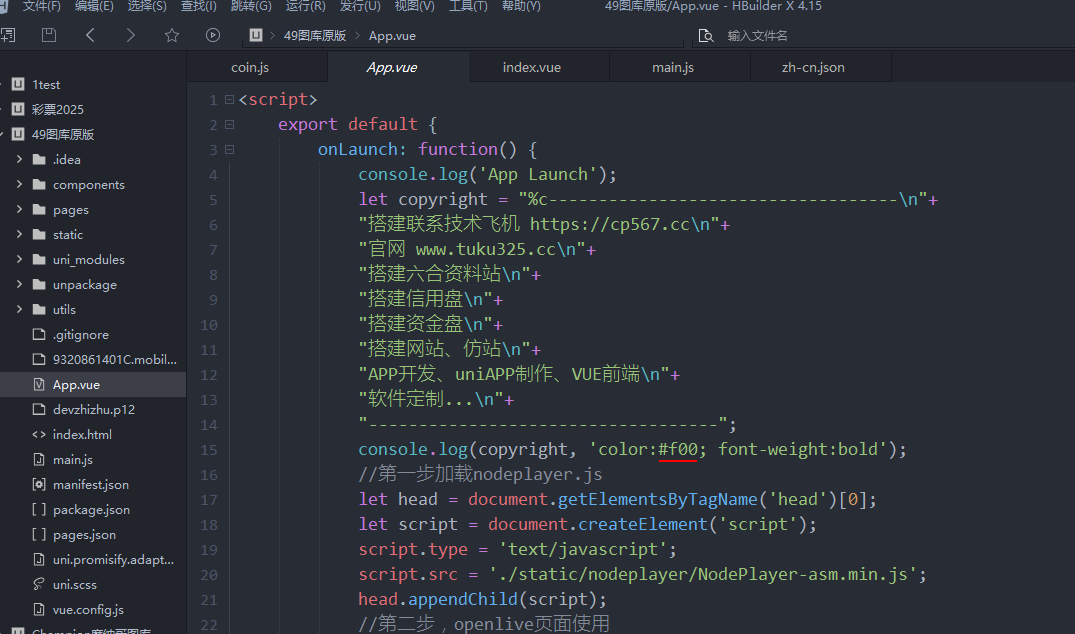 文件(F) 编辑(E) 选择(S) 查找(I) 跳转(G) 运行(R) 发行(U) 视图(V) 工具(T) 帮助(Y) 49图库原版/App.vue - HBuilder X 4.15
49图库原版 App.vue 输入文件名
coin.js App.vue index.vue main.js zh-cn.json
1test
彩票2025
49图库原版
.idea
components
pages
static
uni_modules
unpackage
utils
.gitignore
9320861401C.mobil...
App.vue
devzhizhu.p12
index.html
main.js
manifest.json
package.json
pages.json
uni.promisify.adapt...
uni.scss
vue.config.js
1 <script>
2 export default {
3 onLaunch: function() {
4 console.log('App Launch');
5 let copyright = "%c-----------------------------------\n"+
6 "搭建联系技术飞机 https://cp567.cc\n"+
7 "官网 www.tuku325.cc\n"+
8 "搭建六合资料站\n"+
9 "搭建信用盘\n"+
10 "搭建资金盘\n"+
11 "搭建网站、仿站\n"+
12 "APP开发、uniAPP制作、VUE前端\n"+
13 "软件定制...\n"+
14 "-----------------------------------";
15 console.log(copyright, 'color:#f00; font-weight:bold');
16 //第一步加载nodeplayer.js
17 let head = document.getElementsByTagName('head')[0];
18 let script = document.createElement('script');
19 script.type = 'text/javascript';
20 script.src = './static/nodeplayer/NodePlayer-asm.min.js';
21 head.appendChild(script);
22 //第二步，openlive页面使用